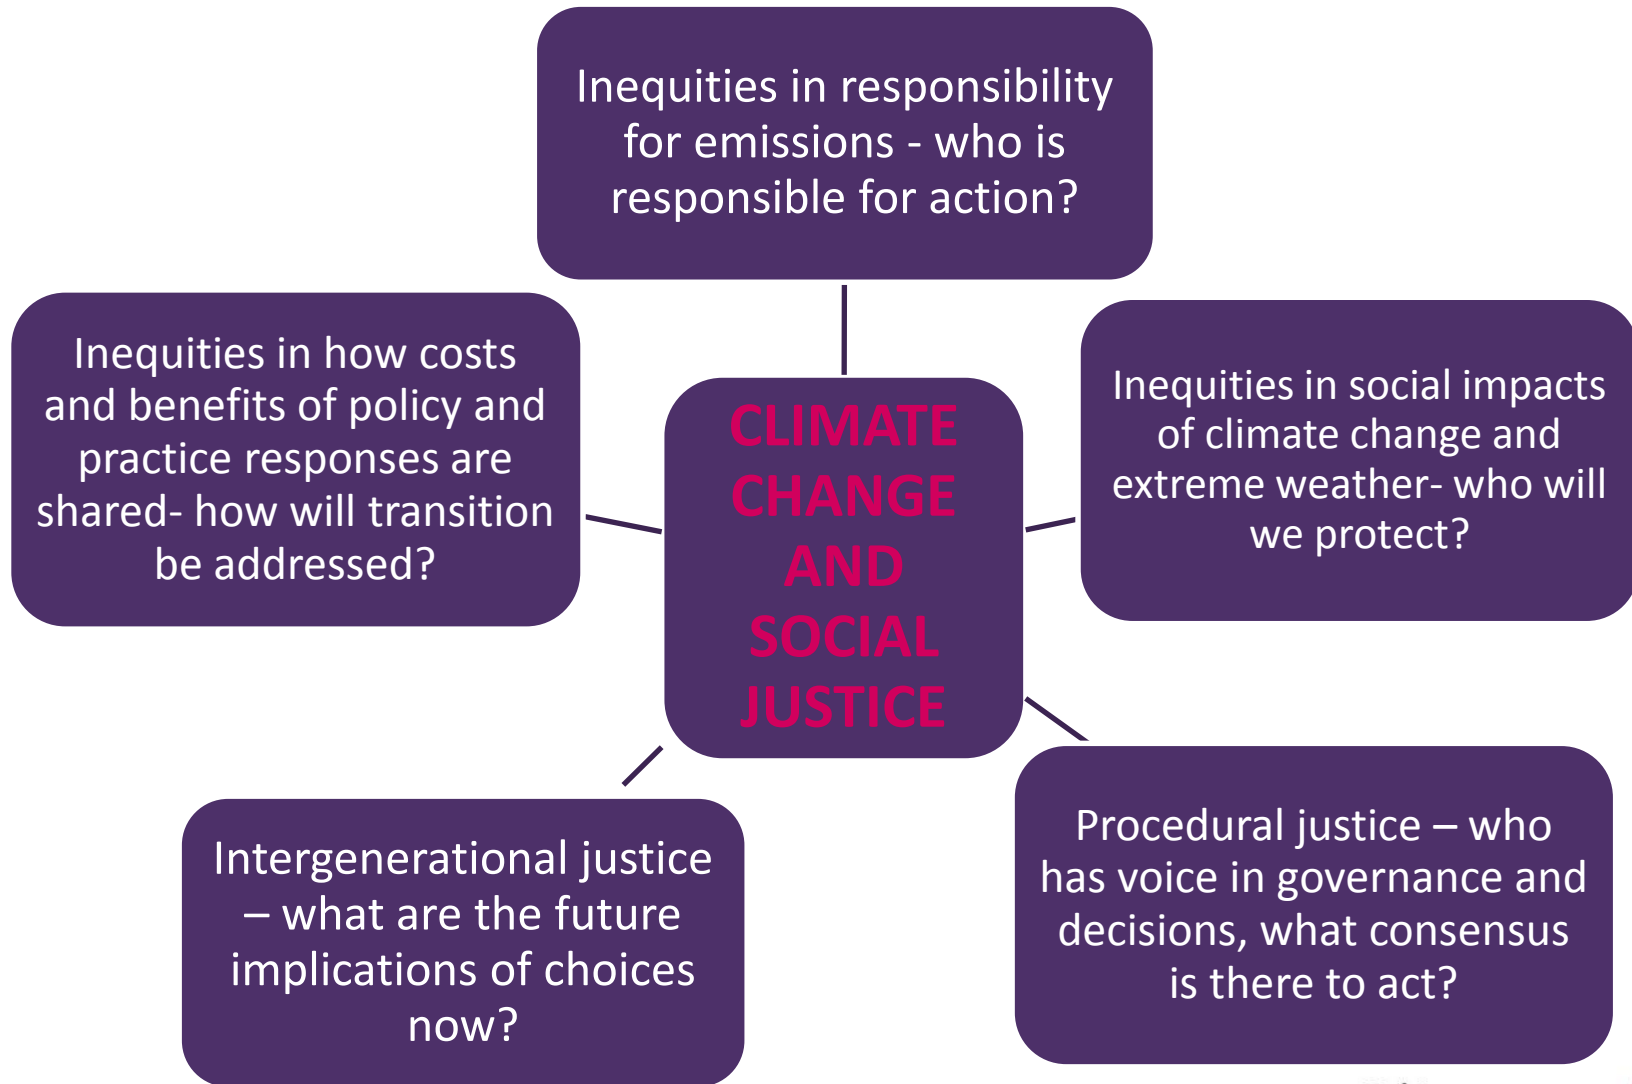 Inequities in responsibility
for emissions - who is
responsible for action?
Inequities in how costs
and benefits of policy and
practice responses are
shared- how will transition
be addressed?
CLIMATE
CHANGE
AND
SOCIAL
JUSTICE
Inequities in social impacts
of climate change and
extreme weather- who will
we protect?
Intergenerational justice
– what are the future
implications of choices
now?
Procedural justice – who
has voice in governance and
decisions, what consensus
is there to act?